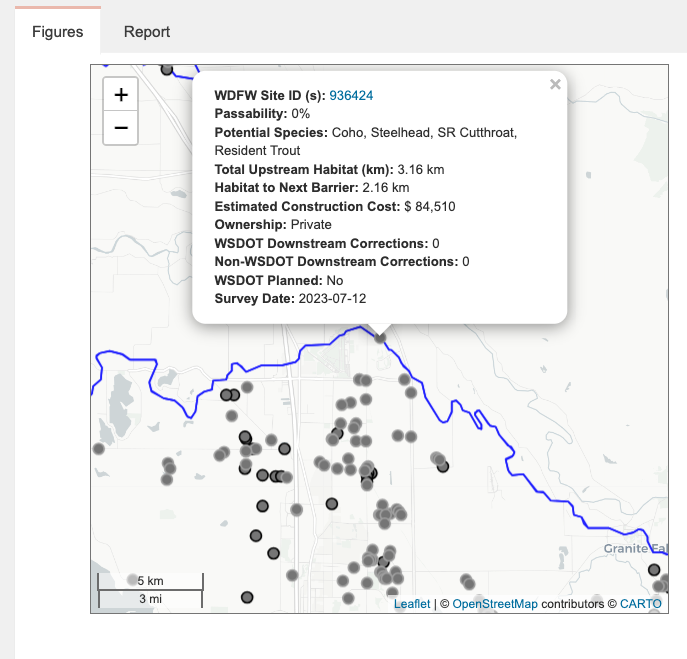 Figures Report
+
−
×
WDFW Site ID (s): 936424
Passability: 0%
Potential Species: Coho, Steelhead, SR Cutthroat,
Resident Trout
Total Upstream Habitat (km): 3.16 km
Habitat to Next Barrier: 2.16 km
Estimated Construction Cost: $ 84,510
Ownership: Private
WSDOT Downstream Corrections: 0
Non-WSDOT Downstream Corrections: 0
WSDOT Planned: No
Survey Date: 2023-07-12
Granite Fal
5 km
3 mi
Leaflet | © OpenStreetMap contributors © CARTO